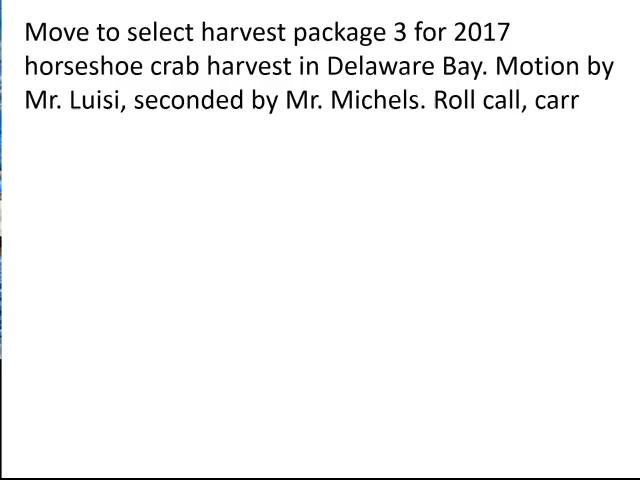 Move to select harvest package 3 for 2017
horseshoe crab harvest in Delaware Bay. Motion by
Mr. Luisi, seconded by Mr. Michels. Roll call, carr